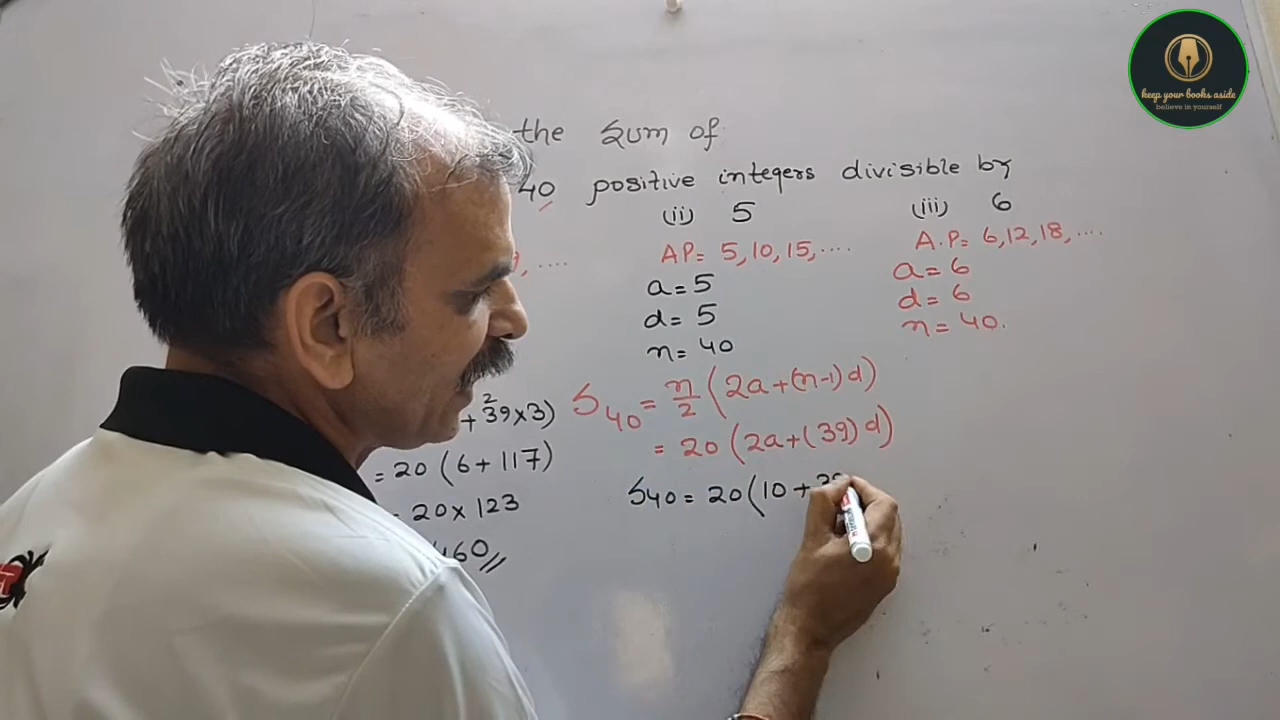 keep your books aside
believe in yourself
the sum of
40 positive integers divisible by
(ii) 5
AP= 5,10,15,....
a=5
d=5
n=40
(iii) 6
A.P= 6,12,18,....
a=6
d=6
n=40.
+ 39x3)
2
=20(6+117)
=20x123
460
S40=n/2(2a+(n-1)d)
=20(2a+(39)d)
S40=20(10+